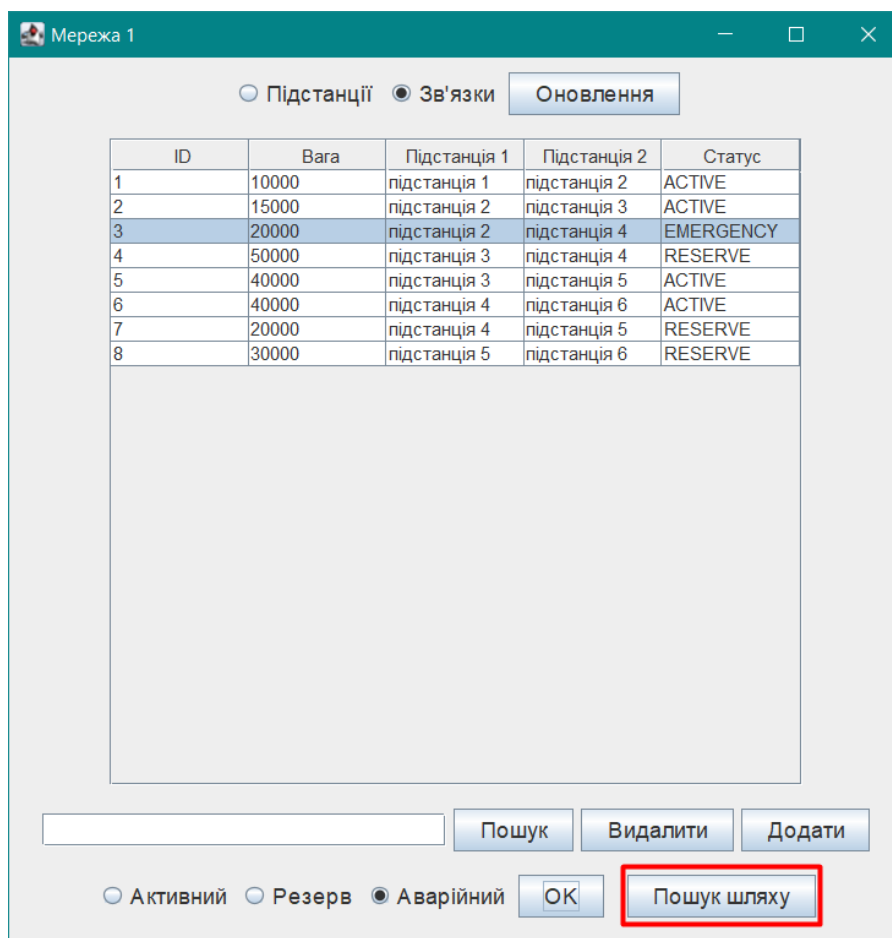 Мережа 1
Підстанції Зв'язки Оновлення
ID Вага Підстанція 1 Підстанція 2 Статус
1 10000 підстанція 1 підстанція 2 ACTIVE
2 15000 підстанція 2 підстанція 3 ACTIVE
3 20000 підстанція 2 підстанція 4 EMERGENCY
4 50000 підстанція 3 підстанція 4 RESERVE
5 40000 підстанція 3 підстанція 5 ACTIVE
6 40000 підстанція 4 підстанція 6 ACTIVE
7 20000 підстанція 4 підстанція 5 RESERVE
8 30000 підстанція 5 підстанція 6 RESERVE
Пошук Видалити Додати
Активний Резерв Аварійний OK Пошук шляху